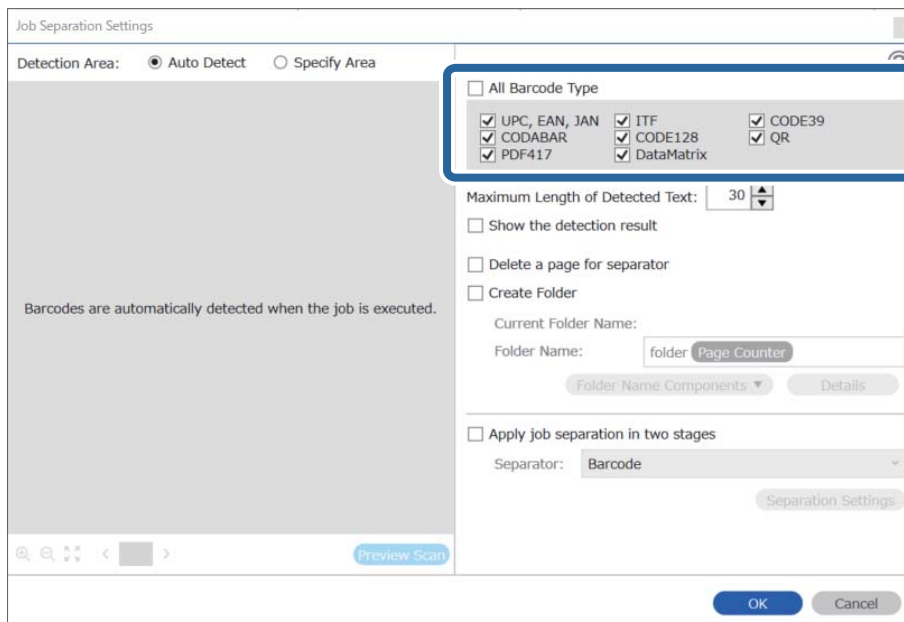 Job Separation Settings
Detection Area: Auto Detect Specify Area
Barcodes are automatically detected when the job is executed.
Preview Scan
All Barcode Type
UPC, EAN, JAN ITF CODE39
CODABAR CODE128 QR
PDF417 DataMatrix
Maximum Length of Detected Text: 30
Show the detection result
Delete a page for separator
Create Folder
Current Folder Name:
Folder Name: folder Page Counter
Folder Name Components Details
Apply job separation in two stages
Separator: Barcode
Separation Settings
OK Cancel